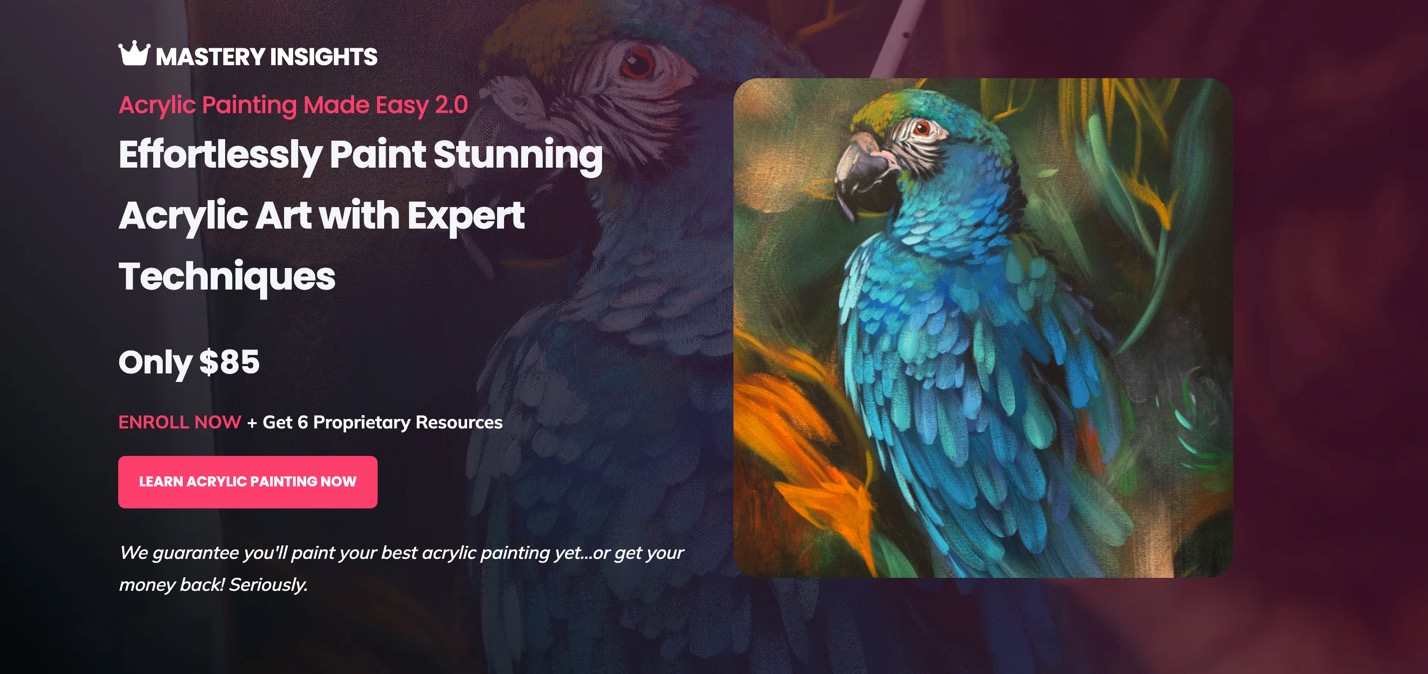 MASTERY INSIGHTS
Acrylic Painting Made Easy 2.0
Effortlessly Paint Stunning
Acrylic Art with Expert
Techniques
Only $85
ENROLL NOW + Get 6 Proprietary Resources
LEARN ACRYLIC PAINTING NOW
We guarantee you'll paint your best acrylic painting yet...or get your
money back! Seriously.